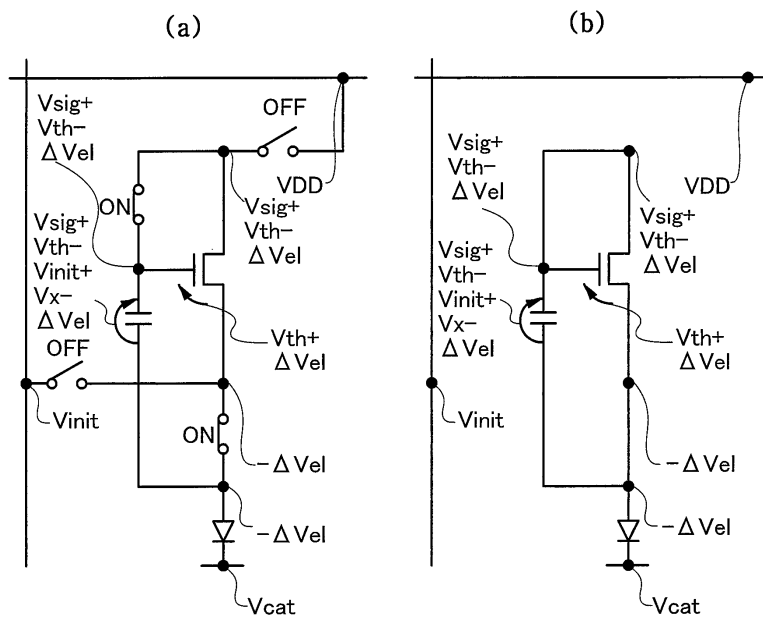 (a)
Vsig+
Vth-
ΔVel
OFF
VDD
ON
Vsig+
Vth-
ΔVel
Vsig+
Vth-
Vinit+
Vx-
ΔVel
Vth+
ΔVel
OFF
Vinit
ON
-ΔVel
-ΔVel
Vcat
(b)
Vsig+
Vth-
ΔVel
VDD
Vsig+
Vth-
ΔVel
Vsig+
Vth-
Vinit+
Vx-
ΔVel
Vth+
ΔVel
Vinit
-ΔVel
-ΔVel
Vcat